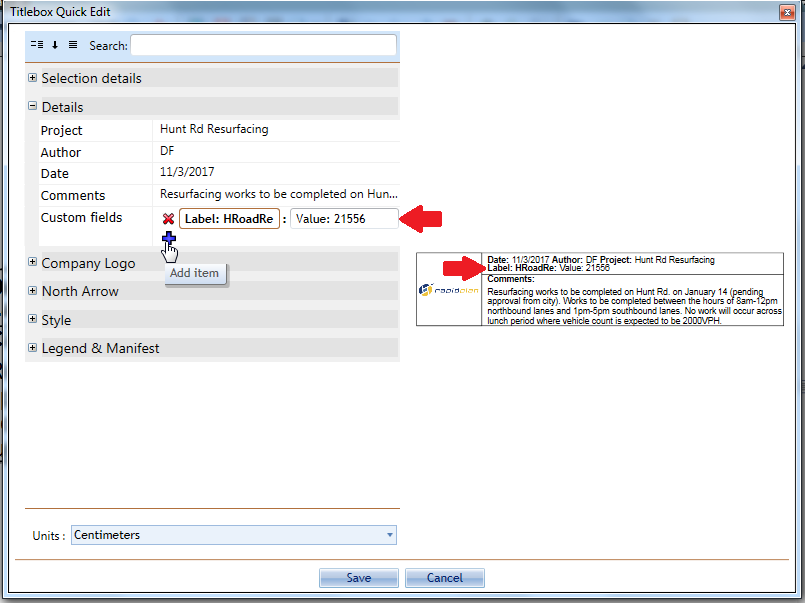 Titlebox Quick Edit
Search:
Selection details
Details
Project Hunt Rd Resurfacing
Author DF
Date 11/3/2017
Comments Resurfacing works to be completed on Hun...
Custom fields Label: HRoadRe : Value: 21556
Add item
Company Logo
North Arrow
Style
Legend & Manifest
Date: 11/3/2017 Author: DF Project: Hunt Rd Resurfacing
Label: HRoadRe: Value: 21556
Comments:
rapidplan
Resurfacing works to be completed on Hunt Rd. on January 14 (pending
approval from city). Works to be completed between the hours of 8am-12pm
northbound lanes and 1pm-5pm southbound lanes. No work will occur across
lunch period where vehicle count is expected to be 2000VPH.
Units : Centimeters
Save Cancel